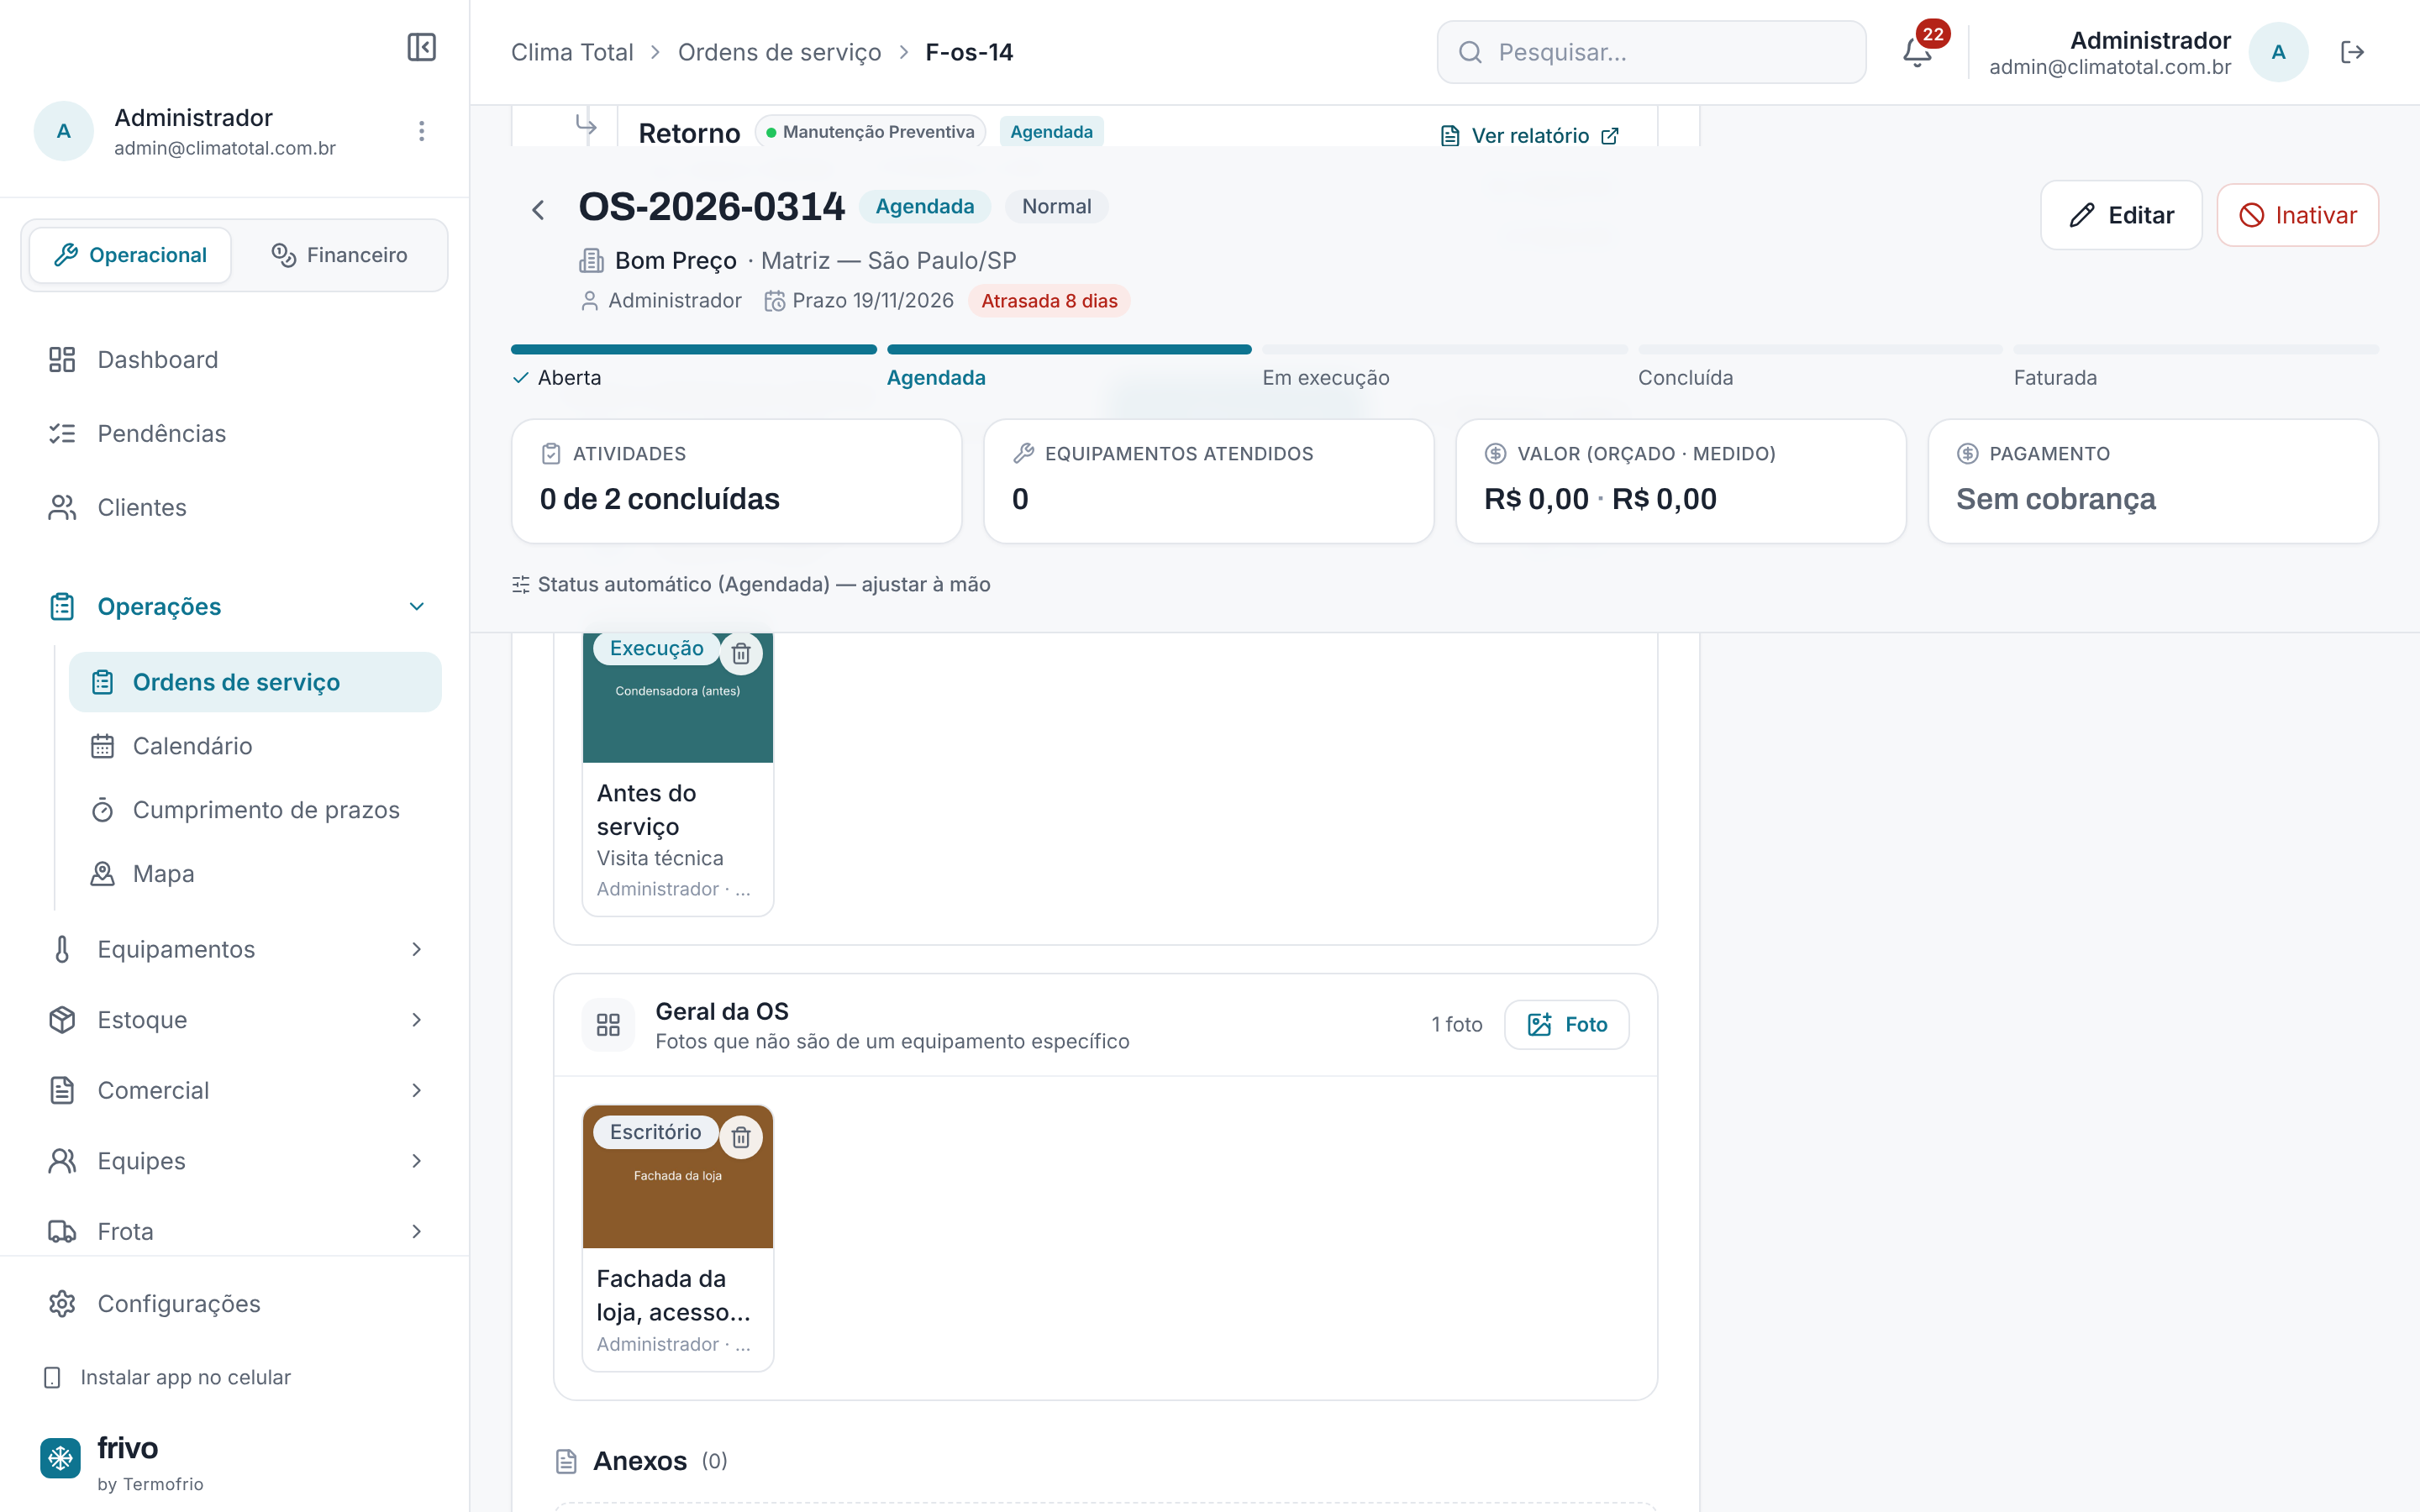 Clima Total > Ordens de serviço > F-os-14
Pesquisar...
22
Administrador
admin@climatotal.com.br
A
A
Administrador
admin@climatotal.com.br
Operacional
Financeiro
Dashboard
Pendências
Clientes
Operações
Ordens de serviço
Calendário
Cumprimento de prazos
Mapa
Equipamentos
Estoque
Comercial
Equipes
Frota
Configurações
Instalar app no celular
frivo
by Termofrio
Retorno
Manutenção Preventiva
Agendada
Ver relatório
OS-2026-0314
Agendada
Normal
Editar
Inativar
Bom Preço · Matriz — São Paulo/SP
Administrador
Prazo 19/11/2026
Atrasada 8 dias
Aberta
Agendada
Em execução
Concluída
Faturada
ATIVIDADES
0 de 2 concluídas
EQUIPAMENTOS ATENDIDOS
0
VALOR (ORÇADO · MEDIDO)
R$ 0,00 · R$ 0,00
PAGAMENTO
Sem cobrança
Status automático (Agendada) — ajustar à mão
Execução
Condensadora (antes)
Antes do
serviço
Visita técnica
Administrador · ...
Geral da OS
Fotos que não são de um equipamento específico
1 foto
Foto
Escritório
Fachada da loja
Fachada da
loja, acesso...
Administrador · ...
Anexos (0)